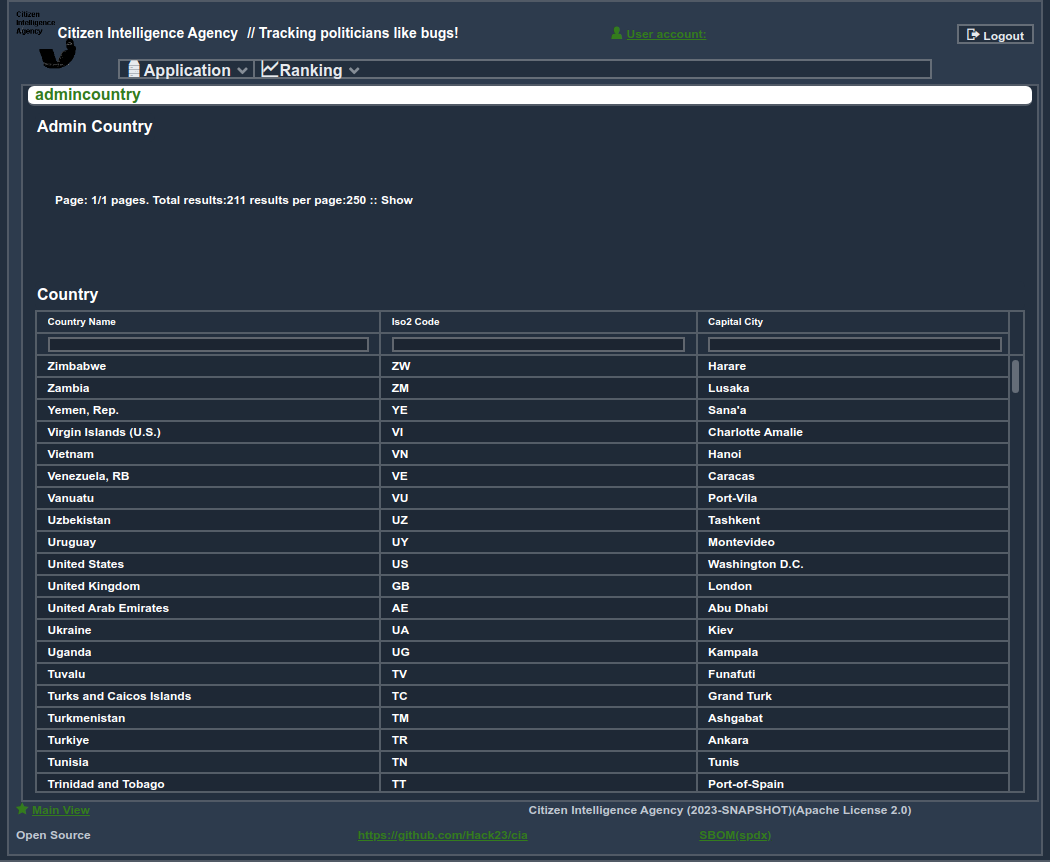 Citizen
Intelligence
Agency
Citizen Intelligence Agency // Tracking politicians like bugs!
User account:
Logout
Application Ranking
admincountry
Admin Country
Page: 1/1 pages. Total results:211 results per page:250 :: Show
Country
Country Name Iso2 Code Capital City
Zimbabwe ZW Harare
Zambia ZM Lusaka
Yemen, Rep. YE Sana'a
Virgin Islands (U.S.) VI Charlotte Amalie
Vietnam VN Hanoi
Venezuela, RB VE Caracas
Vanuatu VU Port-Vila
Uzbekistan UZ Tashkent
Uruguay UY Montevideo
United States US Washington D.C.
United Kingdom GB London
United Arab Emirates AE Abu Dhabi
Ukraine UA Kiev
Uganda UG Kampala
Tuvalu TV Funafuti
Turks and Caicos Islands TC Grand Turk
Turkmenistan TM Ashgabat
Turkiye TR Ankara
Tunisia TN Tunis
Trinidad and Tobago TT Port-of-Spain
Main View Citizen Intelligence Agency (2023-SNAPSHOT)(Apache License 2.0)
Open Source https://github.com/Hack23/cia SBOM(spdx)